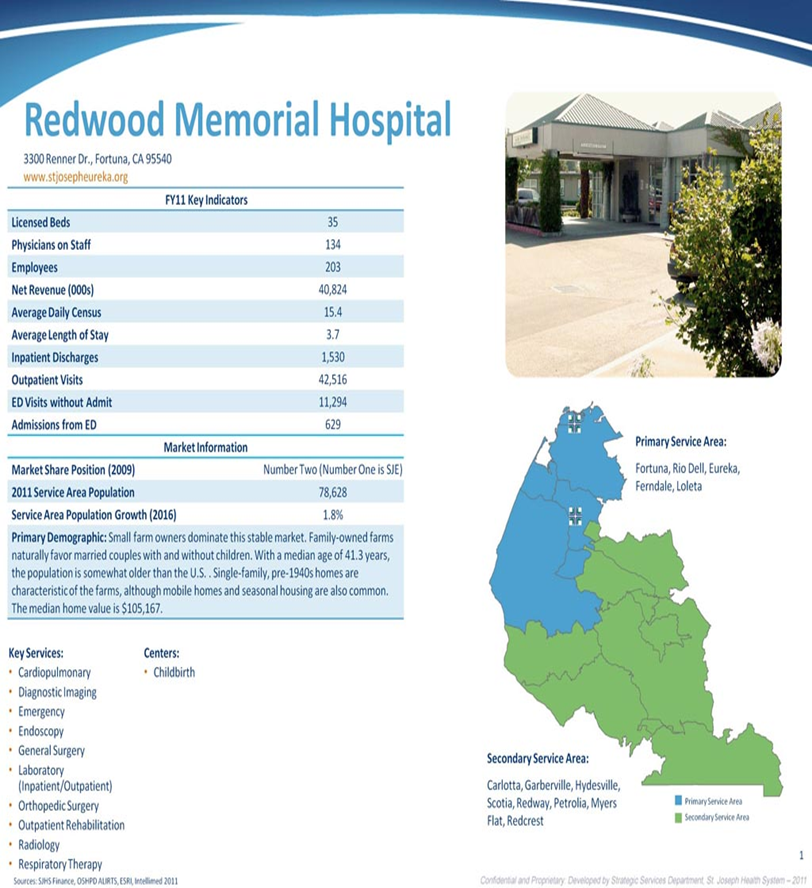 Redwood Memorial Hospital
3300 Renner Dr., Fortuna, CA 95540
www.stjosepheureka.org
FY11 Key Indicators
Licensed Beds 35
Physicians on Staff 134
Employees 203
Net Revenue (000s) 40,824
Average Daily Census 15.4
Average Length of Stay 3.7
Inpatient Discharges 1,530
Outpatient Visits 42,516
ED Visits without Admit 11,294
Admissions from ED 629
Market Information
Market Share Position (2009) Number Two (Number One is SJE)
2011 Service Area Population 78,628
Service Area Population Growth (2016) 1.8%
Primary Demographic: Small farm owners dominate this stable market. Family-owned farms
naturally favor married couples with and without children. With a median age of 41.3 years,
the population is somewhat older than the U.S. . Single-family, pre-1940s homes are
characteristic of the farms, although mobile homes and seasonal housing are also common.
The median home value is $105,167.
Key Services:
• Cardiopulmonary
• Diagnostic Imaging
• Emergency
• Endoscopy
• General Surgery
• Laboratory
(Inpatient/Outpatient)
• Orthopedic Surgery
• Outpatient Rehabilitation
• Radiology
• Respiratory Therapy
Centers:
• Childbirth
Primary Service Area:
Fortuna, Rio Dell, Eureka,
Ferndale, Loleta
Secondary Service Area:
Carlotta, Garberville, Hydesville,
Scotia, Redway, Petrolia, Myers
Flat, Redcrest
Primary Service Area
Secondary Service Area
1
Sources: SJHS Finance, OSHPD ALIRTS, ESRI, Intellimed 2011
Confidential and Proprietary: Developed by Strategic Services Department, St. Joseph Health System – 2011